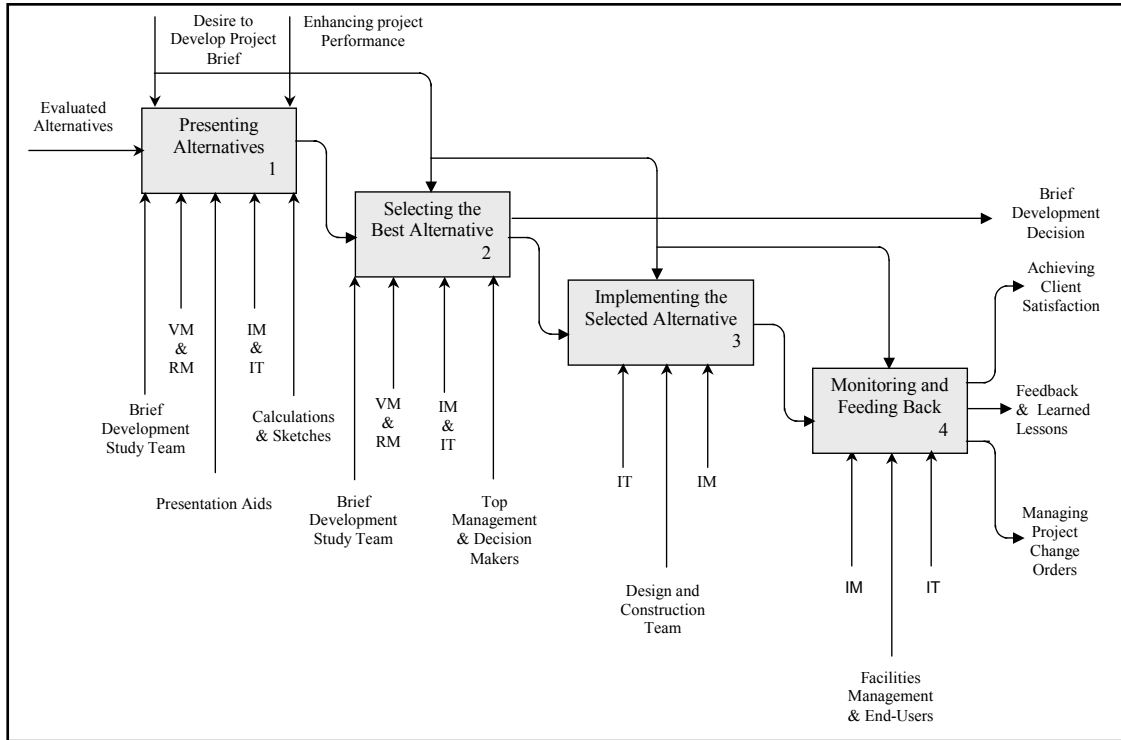 Desire to
Develop Project
Brief
Enhancing project
Performance
Evaluated
Alternatives
Presenting
Alternatives
1
Selecting the
Best Alternative
2
Brief
Development
Decision
Achieving
Client
Satisfaction
Implementing the
Selected Alternative
3
VM
&
RM
IM
&
IT
Monitoring and
Feeding Back
4
Feedback
& Learned
Lessons
Brief
Development
Study Team
Calculations
& Sketches
VM
&
RM
IM
&
IT
Presentation Aids
Brief
Development
Study Team
Top
Management
& Decision
Makers
IT
IM
Managing
Project
Change
Orders
Design and
Construction
Team
IM
IT
Facilities
Management
& End-Users